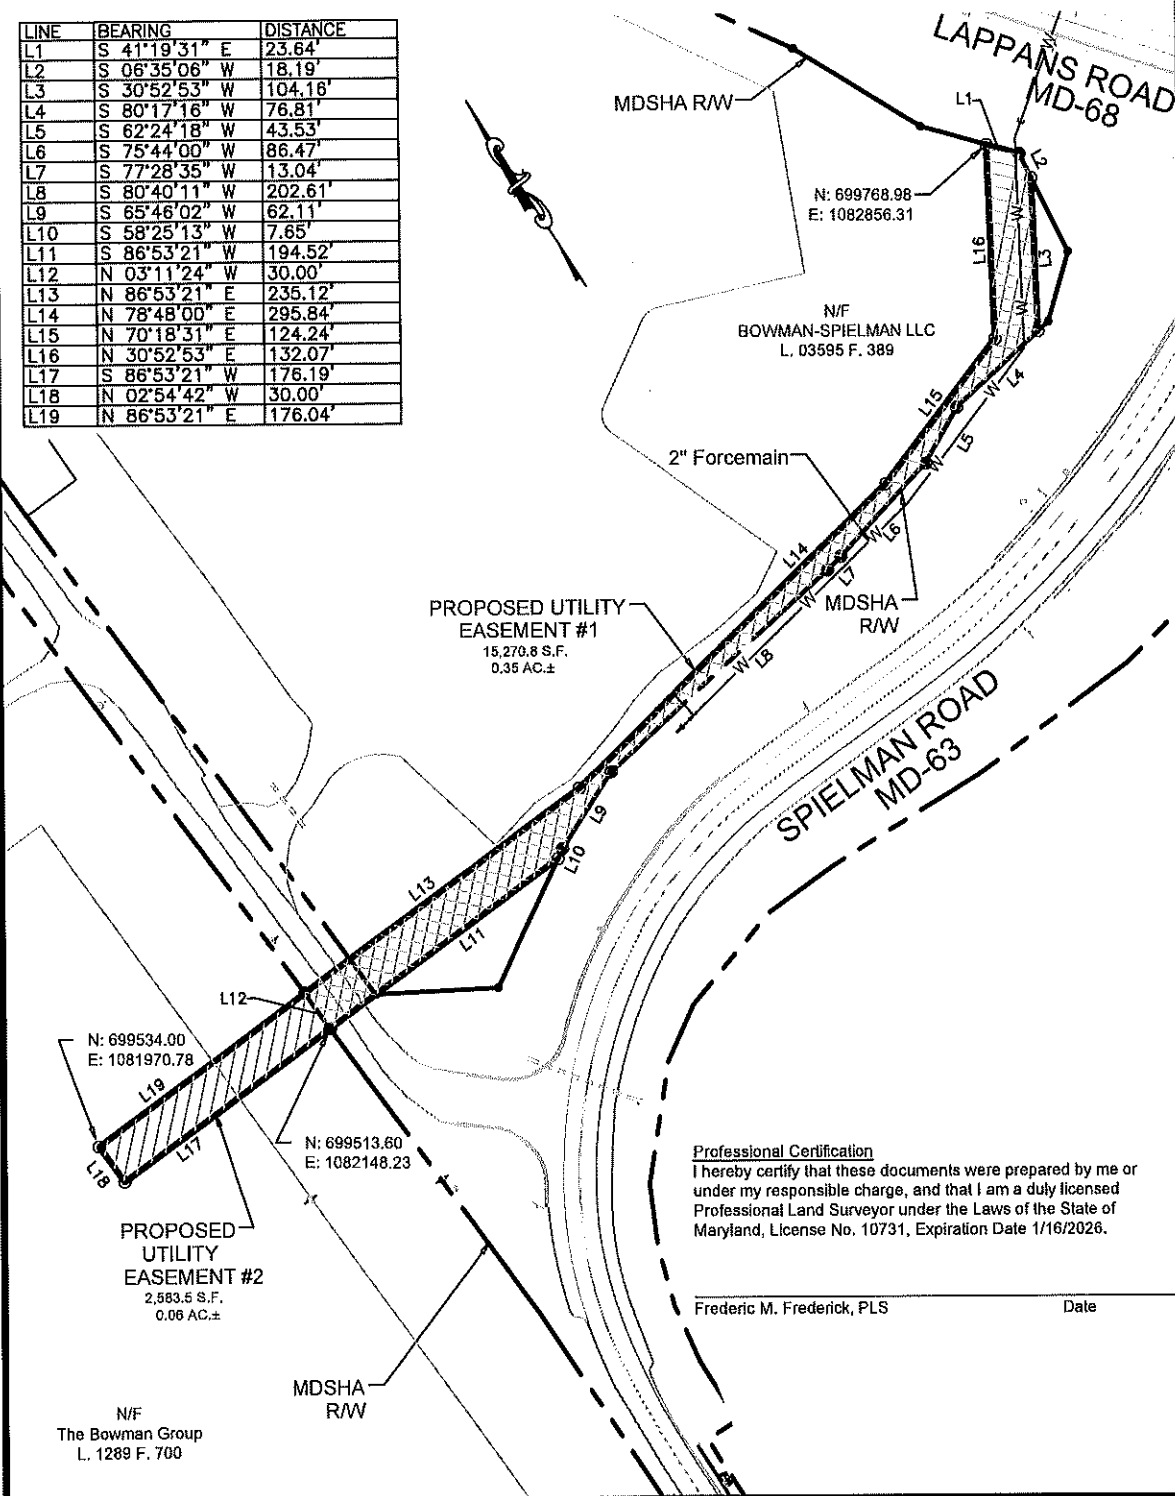 LINE BEARING DISTANCE
L1 S 41°19'31" E 23.64'
L2 S 06°35'06" W 18.19'
L3 S 30°52'53" W 104.16'
L4 S 80°17'16" W 76.81'
L5 S 62°24'18" W 43.53'
L6 S 75°44'00" W 86.47'
L7 S 77°28'35" W 13.04'
L8 S 80°40'11" W 202.61'
L9 S 65°46'02" W 62.11'
L10 S 58°25'13" W 7.65'
L11 S 86°53'21" W 194.52'
L12 N 03°11'24" W 30.00'
L13 N 86°53'21" E 235.12'
L14 N 78°48'00" E 295.84'
L15 N 70°18'31" E 124.24'
L16 N 30°52'53" E 132.07'
L17 S 86°53'21" W 176.19'
L18 N 02°54'42" W 30.00'
L19 N 86°53'21" E 176.04'
LAPPANS ROAD
MD-68
MDSHA R/W
L1
L2
W
N: 699768.98
E: 1082856.31
W
L16
L3
W
N/F
BOWMAN-SPIELMAN LLC
L. 03595 F. 389
L4
W
L15
L5
W
2" Forcemain
W
L6
L14
L7
W
MDSHA
R/W
PROPOSED UTILITY
EASEMENT #1
15,270.8 S.F.
0.35 AC.±
W
L8
SPIELMAN ROAD
MD-63
L9
L10
L13
L11
L12
N: 699534.00
E: 1081970.78
L19
L17
L18
N: 699513.60
E: 1082148.23
PROPOSED
UTILITY
EASEMENT #2
2,583.5 S.F.
0.06 AC.±
MDSHA
R/W
N/F
The Bowman Group
L. 1289 F. 700
Professional Certification
I hereby certify that these documents were prepared by me or
under my responsible charge, and that I am a duly licensed
Professional Land Surveyor under the Laws of the State of
Maryland, License No. 10731, Expiration Date 1/16/2026.
Frederic M. Frederick, PLS Date